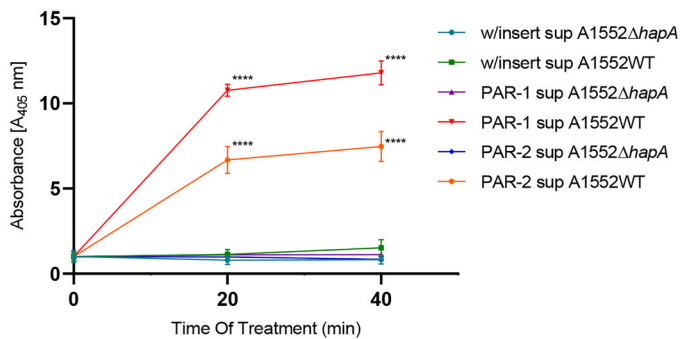 15
10
5
0
Absorbance [A405 nm]
**** ****
**** ****
0 20 40
Time Of Treatment (min)
w/insert sup A1552ΔhapA
w/insert sup A1552WT
PAR-1 sup A1552ΔhapA
PAR-1 sup A1552WT
PAR-2 sup A1552ΔhapA
PAR-2 sup A1552WT